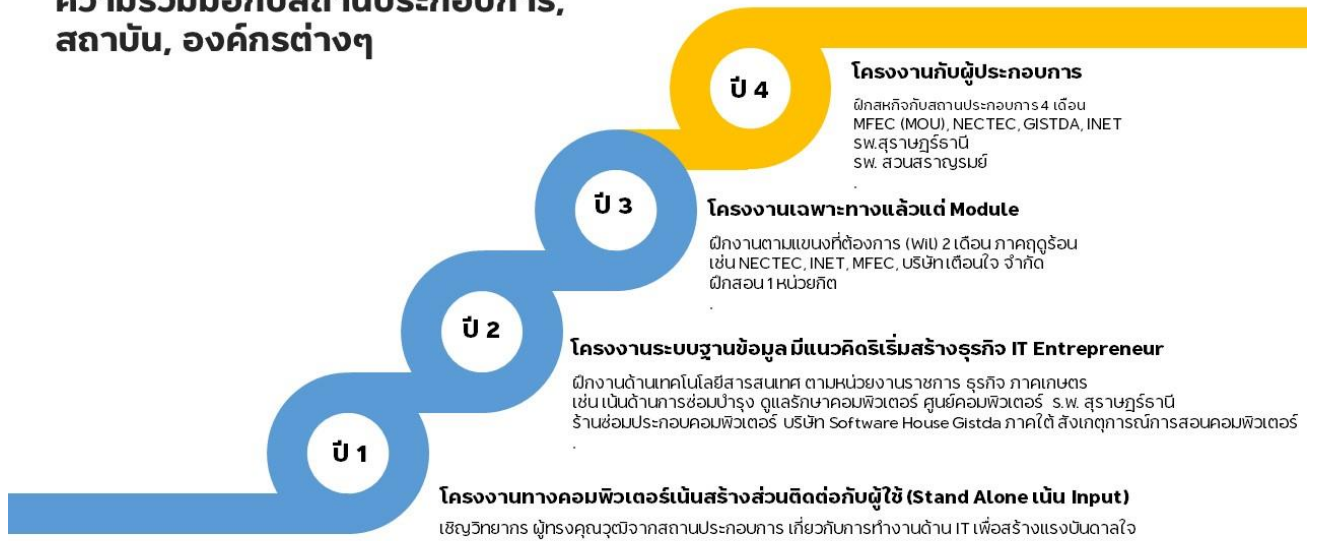 ความร่วมมือกับสถานประกอบการ,
สถาบัน, องค์กรต่างๆ
ปี 4
โครงงานกับผู้ประกอบการ
ฝึกสหกิจกับสถานประกอบการ 4 เดือน
MFEC (MOU), NECTEC, GISTDA, INET
รพ.สุราษฎร์ธานี
รพ. สวนสราญรมย์
.
ปี 3
โครงงานเฉพาะทางแล้วแต่ Module
ฝึกงานตามแขนงที่ต้องการ (Wil) 2 เดือน ภาคฤดูร้อน
เช่น NECTEC, INET, MFEC, บริษัท เตือนใจ จำกัด
ฝึกสอน 1 หน่วยกิต
.
ปี 2
โครงงานระบบฐานข้อมูล มีแนวคิดริเริ่มสร้างธุรกิจ IT Entrepreneur
ฝึกงานด้านเทคโนโลยีสารสนเทศ ตามหน่วยงานราชการ ธุรกิจ ภาคเกษตร
เช่น เน้นด้านการซ่อมบำรุง ดูแลรักษาคอมพิวเตอร์ ศูนย์คอมพิวเตอร์ ร.พ. สุราษฎร์ธานี
ร้านซ่อมประกอบคอมพิวเตอร์ บริษัท Software House Gistda ภาคใต้ สังเกตุการณ์การสอนคอมพิวเตอร์
.
ปี 1
โครงงานทางคอมพิวเตอร์เน้นสร้างส่วนติดต่อกับผู้ใช้ (Stand Alone เน้น Input)
เชิญวิทยากร ผู้ทรงคุณวุฒิจากสถานประกอบการ เกี่ยวกับการทำงานด้าน IT เพื่อสร้างแรงบันดาลใจ